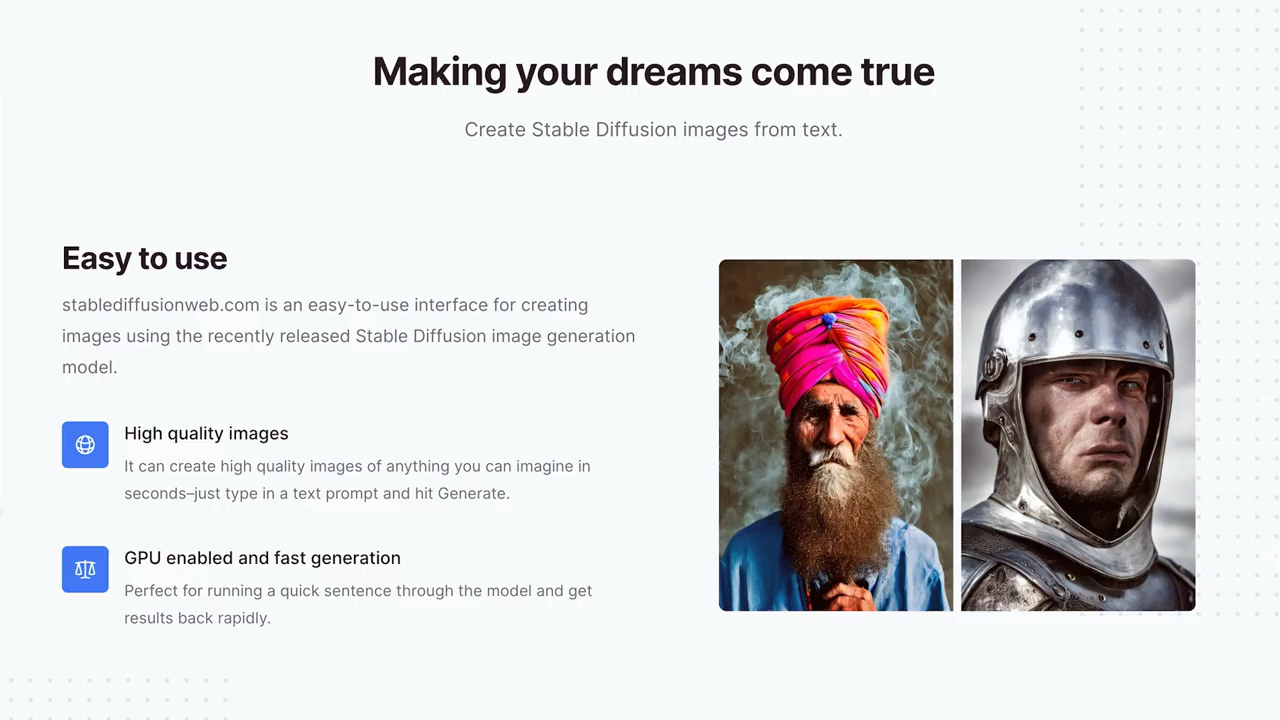 Making your dreams come true
Create Stable Diffusion images from text.
Easy to use
stablediffusionweb.com is an easy-to-use interface for creating
images using the recently released Stable Diffusion image generation
model.
High quality images
It can create high quality images of anything you can imagine in
seconds–just type in a text prompt and hit Generate.
GPU enabled and fast generation
Perfect for running a quick sentence through the model and get
results back rapidly.